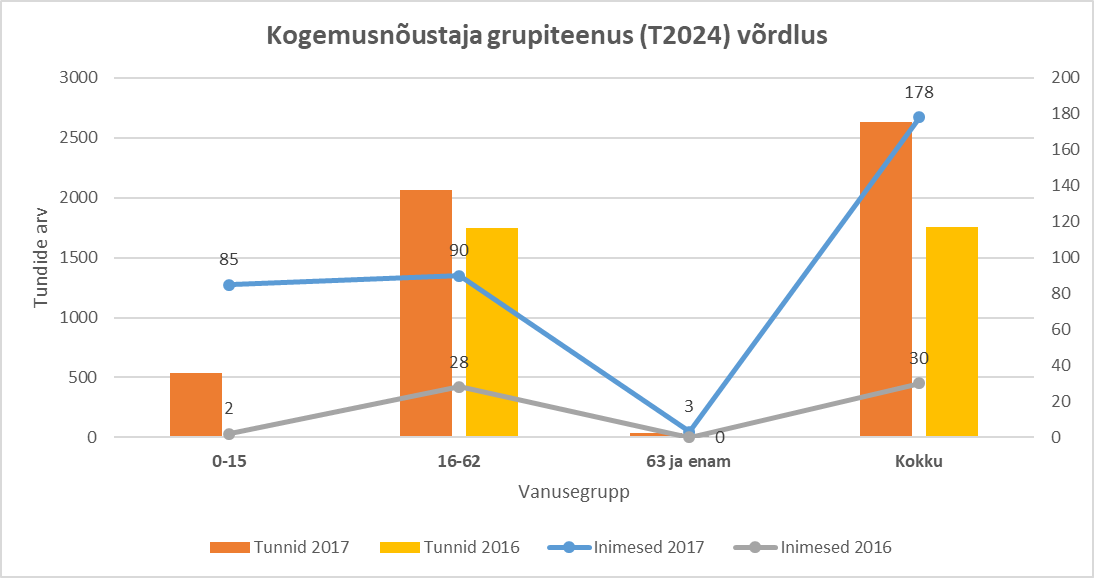 Kogemusnõustaja grupiteenus (T2024) võrdlus
3000 200
178
180
2500
160
2000 140
120
1500 85 90 100
80
1000
60
28 30 40
500
2 3 20
0 0 0
Tundide arv
0-15 16-62 63 ja enam Kokku
Vanusegrupp
Tunnid 2017 Tunnid 2016 Inimesed 2017 Inimesed 2016